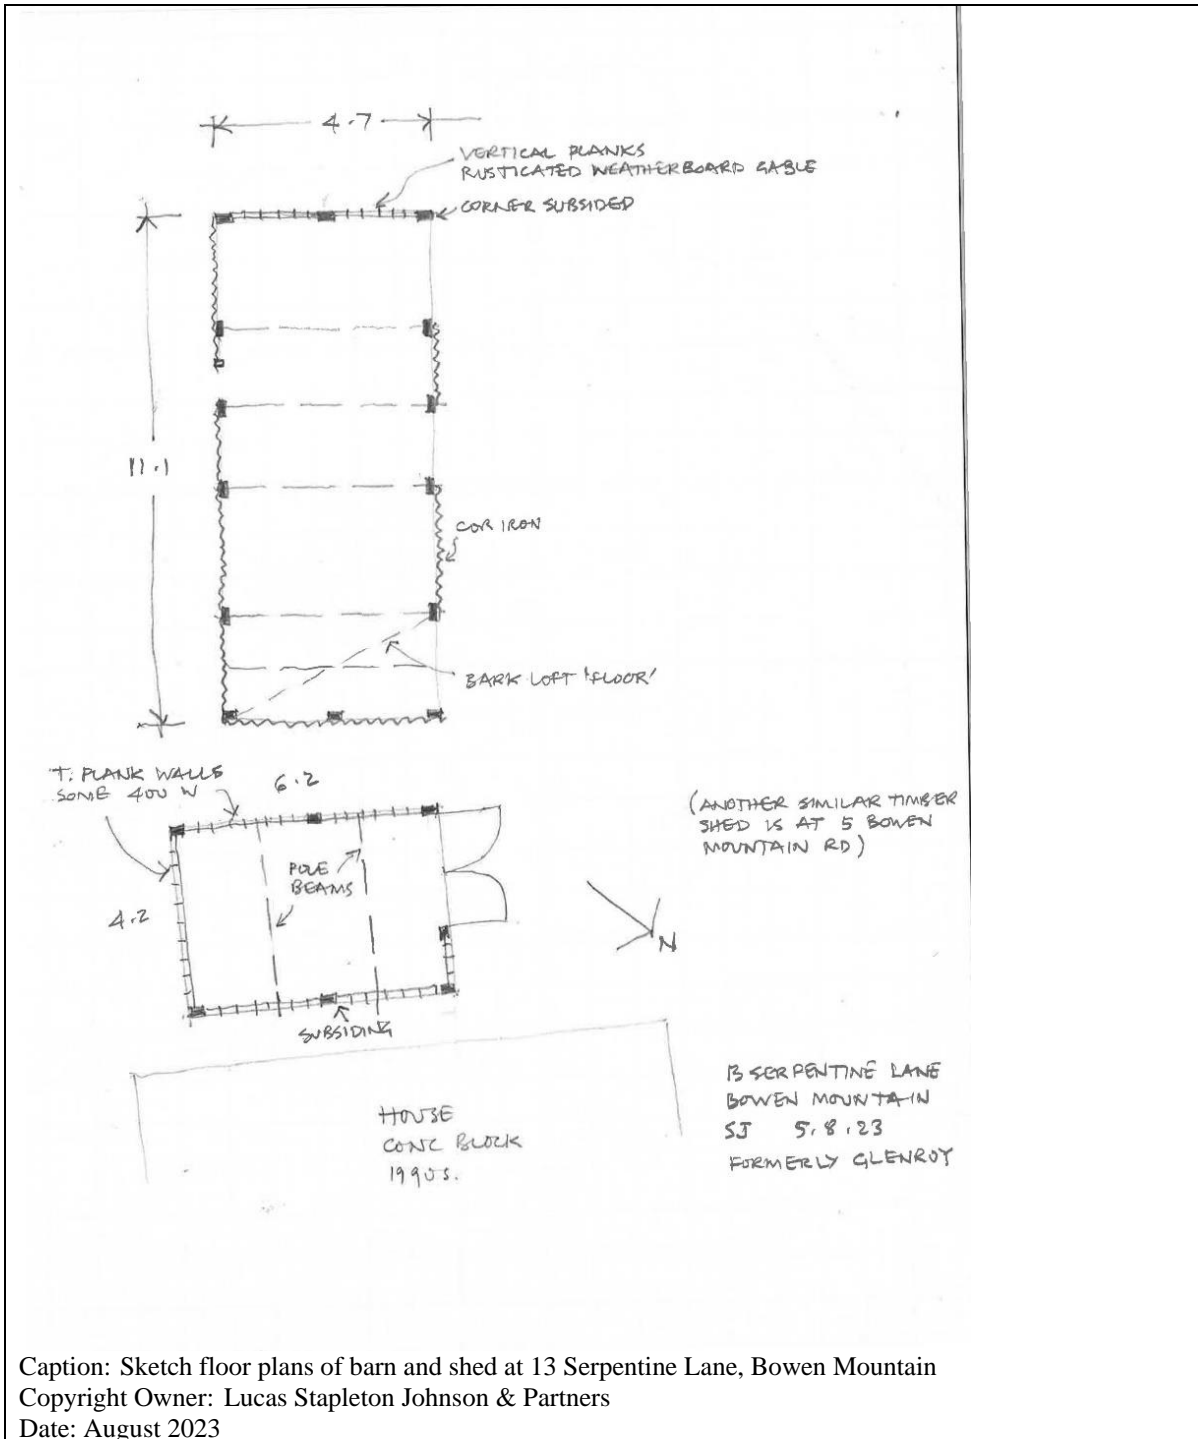 4.7
VERTICAL PLANKS
RUSTICATED WEATHERBOARD GABLE
CORNER SUBSIDED
11.1
COR IRON
BARK LOFT 'FLOOR'
T. PLANK WALLS
SOME 400 W
6.2
(ANOTHER SIMILAR TIMBER
SHED IS AT 5 BOWEN
MOUNTAIN RD)
POLE
BEAMS
4.2
N
SUBSIDING
HOUSE
CONC BLOCK
1990s.
13 SERPENTINE LANE
BOWEN MOUNTAIN
SJ 5.8.23
FORMERLY GLENROY
Caption: Sketch floor plans of barn and shed at 13 Serpentine Lane, Bowen Mountain
Copyright Owner: Lucas Stapleton Johnson & Partners
Date: August 2023